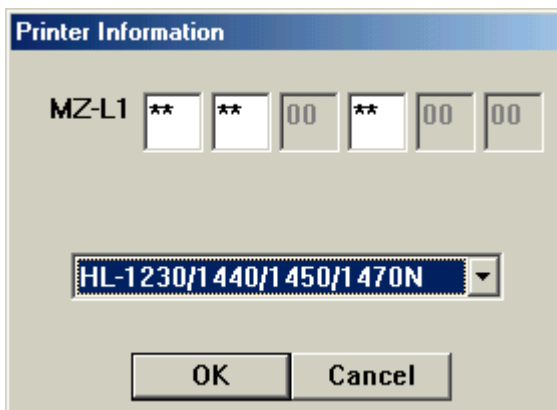 Printer Information
MZ-L1 ** ** 00 ** 00 00
HL-1230/1440/1450/1470N
OK Cancel